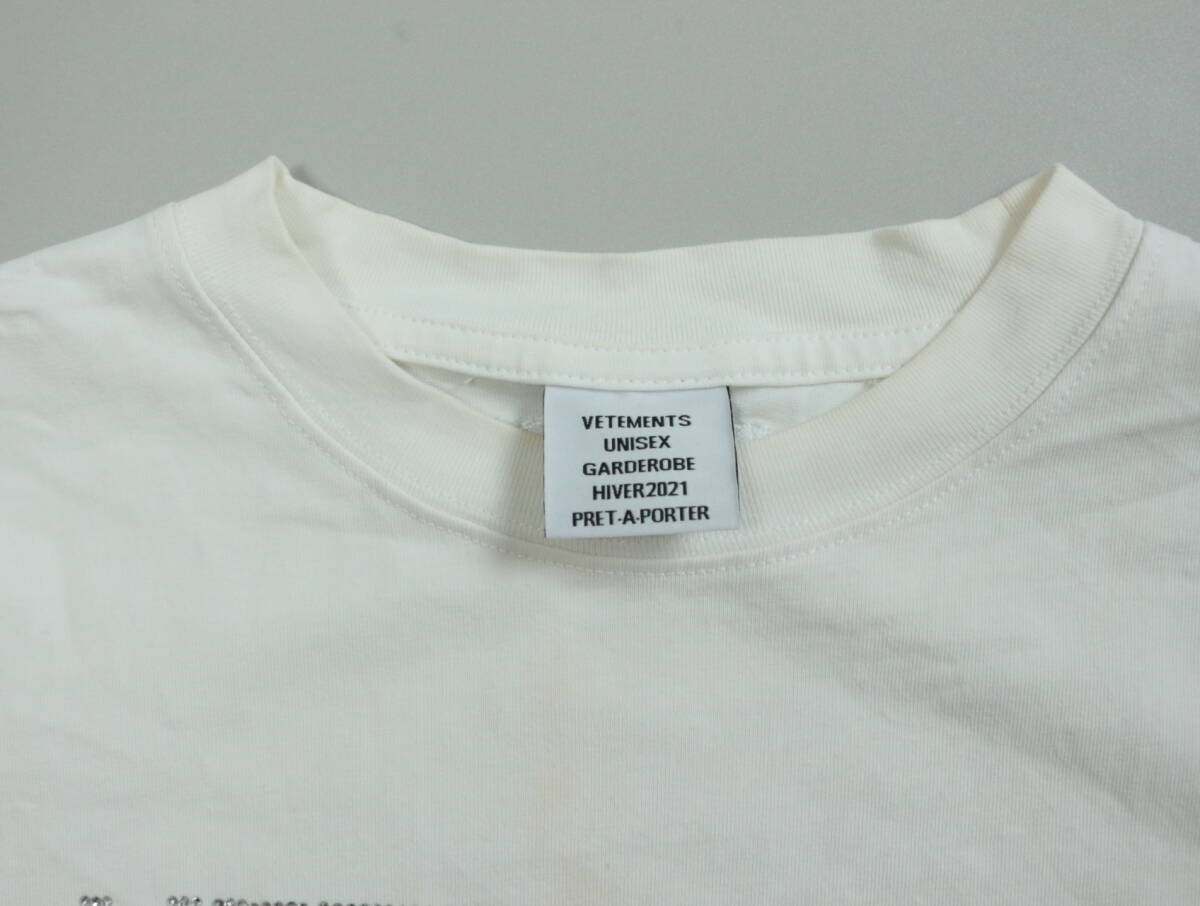 VETEMENTS
UNISEX
GARDEROBE
HIVER2021
PRET-A-PORTER